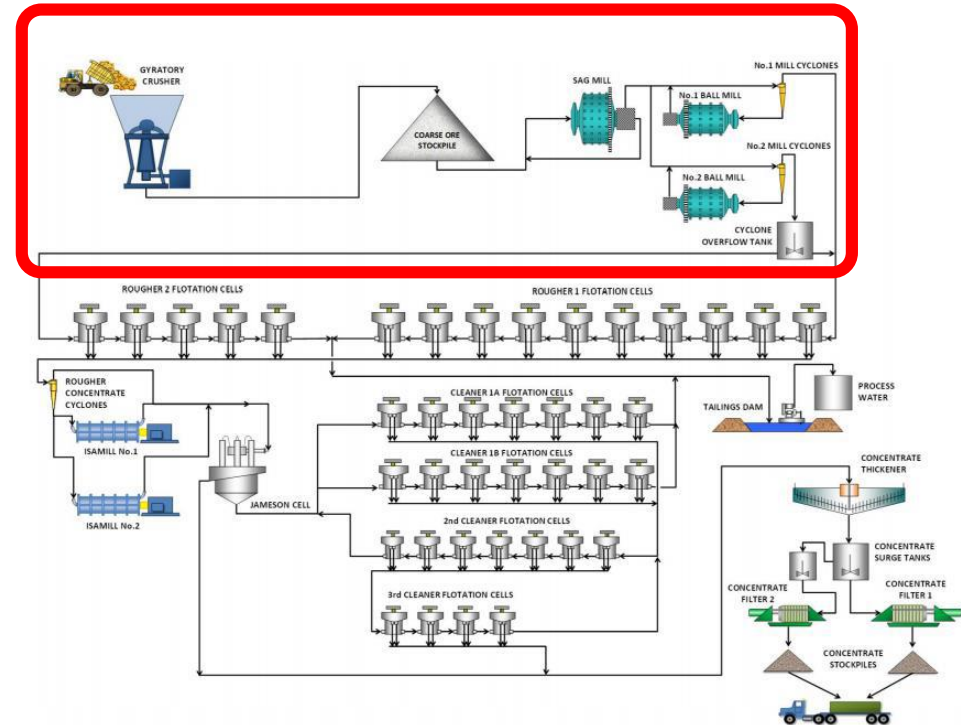 GYRATORY
CRUSHER
SAG MILL
No.1 MILL CYCLONES
No.1 BALL MILL
COARSE ORE
STOCKPILE
No.2 MILL CYCLONES
No.2 BALL MILL
CYCLONE
OVERFLOW TANK
ROUGHER 2 FLOTATION CELLS
ROUGHER 1 FLOTATION CELLS
ROUGHER
CONCENTRATE
CYCLONES
ISAMILL No.1
ISAMILL No.2
JAMESON CELL
CLEANER 1A FLOTATION CELLS
CLEANER 1B FLOTATION CELLS
2nd CLEANER FLOTATION CELLS
3rd CLEANER FLOTATION CELLS
TAILINGS DAM
PROCESS
WATER
CONCENTRATE
THICKENER
CONCENTRATE
SURGE TANKS
CONCENTRATE
FILTER 2
CONCENTRATE
FILTER 1
CONCENTRATE
STOCKPILES